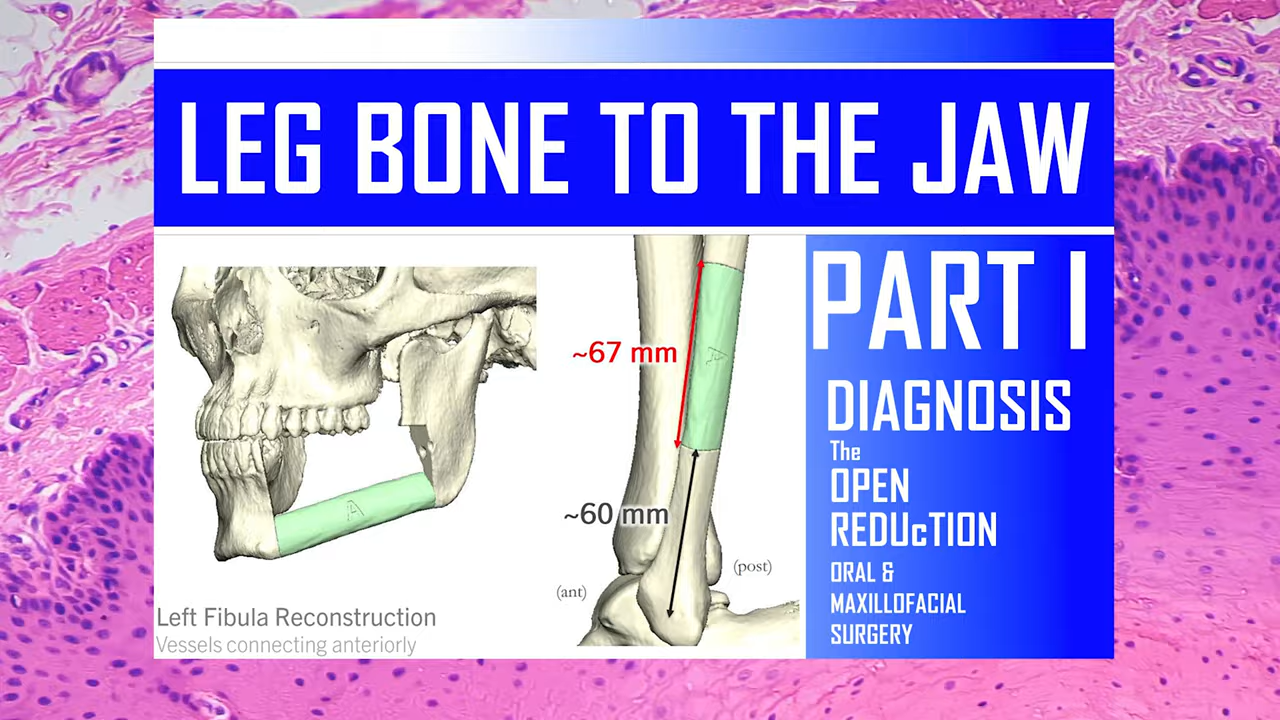 LEG BONE TO THE JAW
PART I
DIAGNOSIS
The
OPEN
REDUcTION
ORAL &
MAXILLOFACIAL
SURGERY
~67 mm
A
~60 mm
A
(post)
(ant)
Left Fibula Reconstruction
Vessels connecting anteriorly